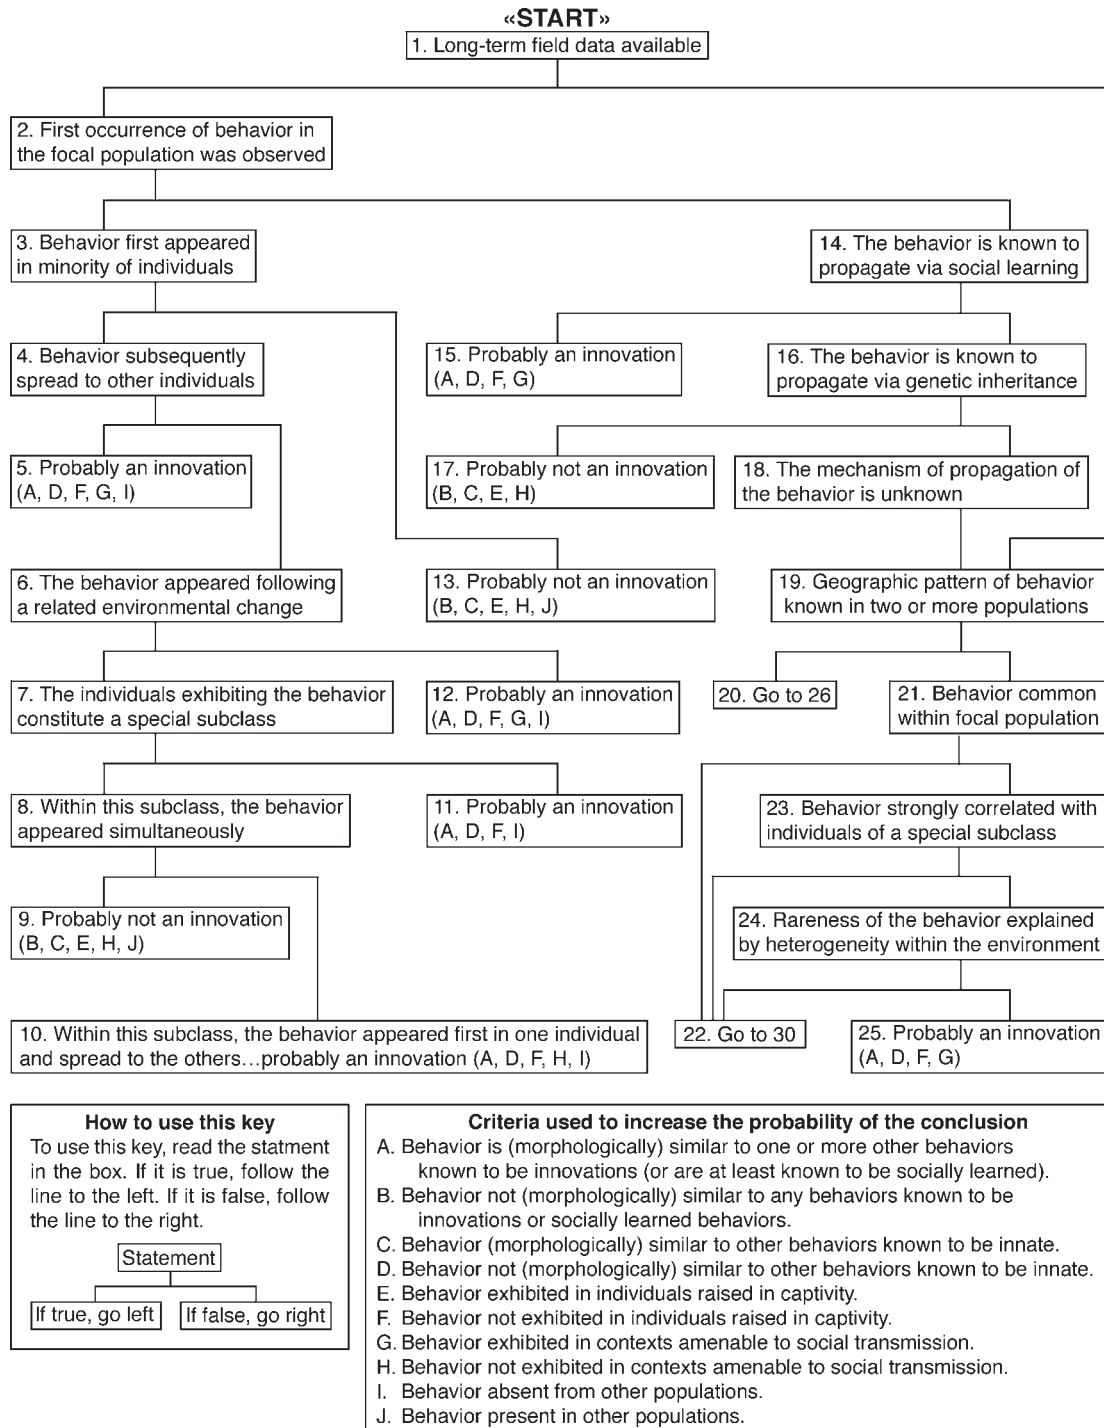 «START»
1. Long-term field data available
2. First occurrence of behavior in
the focal population was observed
3. Behavior first appeared
in minority of individuals
14. The behavior is known to
propagate via social learning
4. Behavior subsequently
spread to other individuals
15. Probably an innovation
(A, D, F, G)
16. The behavior is known to
propagate via genetic inheritance
5. Probably an innovation
(A, D, F, G, I)
17. Probably not an innovation
(B, C, E, H)
18. The mechanism of propagation of
the behavior is unknown
6. The behavior appeared following
a related environmental change
13. Probably not an innovation
(B, C, E, H, J)
19. Geographic pattern of behavior
known in two or more populations
7. The individuals exhibiting the behavior
constitute a special subclass
12. Probably an innovation
(A, D, F, G, I)
20. Go to 26
21. Behavior common
within focal population
8. Within this subclass, the behavior
appeared simultaneously
11. Probably an innovation
(A, D, F, I)
23. Behavior strongly correlated with
individuals of a special subclass
9. Probably not an innovation
(B, C, E, H, J)
24. Rareness of the behavior explained
by heterogeneity within the environment
10. Within this subclass, the behavior appeared first in one individual
and spread to the others...probably an innovation (A, D, F, H, I)
22. Go to 30
25. Probably an innovation
(A, D, F, G)
How to use this key
To use this key, read the statment
in the box. If it is true, follow the
line to the left. If it is false, follow
the line to the right.
Statement
If true, go left
If false, go right
Criteria used to increase the probability of the conclusion
A. Behavior is (morphologically) similar to one or more other behaviors
known to be innovations (or are at least known to be socially learned).
B. Behavior not (morphologically) similar to any behaviors known to be
innovations or socially learned behaviors.
C. Behavior (morphologically) similar to other behaviors known to be innate.
D. Behavior not (morphologically) similar to other behaviors known to be innate.
E. Behavior exhibited in individuals raised in captivity.
F. Behavior not exhibited in individuals raised in captivity.
G. Behavior exhibited in contexts amenable to social transmission.
H. Behavior not exhibited in contexts amenable to social transmission.
I. Behavior absent from other populations.
J. Behavior present in other populations.